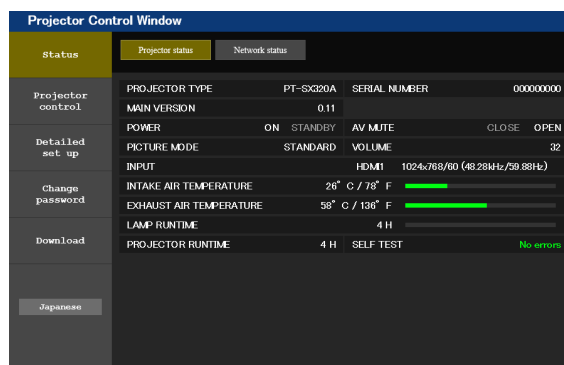 Projector Control Window
Status
Projector status Network status
PROJECTOR TYPE PT-SX320A SERIAL NUMBER 000000000
MAIN VERSION 0.11
POWER ON STANDBY AV MUTE CLOSE OPEN
PICTURE MODE STANDARD VOLUME 32
INPUT HDMI1 1024x768/60 (48.28kHz/59.88Hz)
INTAKE AIR TEMPERATURE 26° C / 78° F
EXHAUST AIR TEMPERATURE 58° C / 136° F
LAMP RUNTIME 4 H
PROJECTOR RUNTIME 4 H SELF TEST No errors
Projector
control
Detailed
set up
Change
password
Download
Japanese